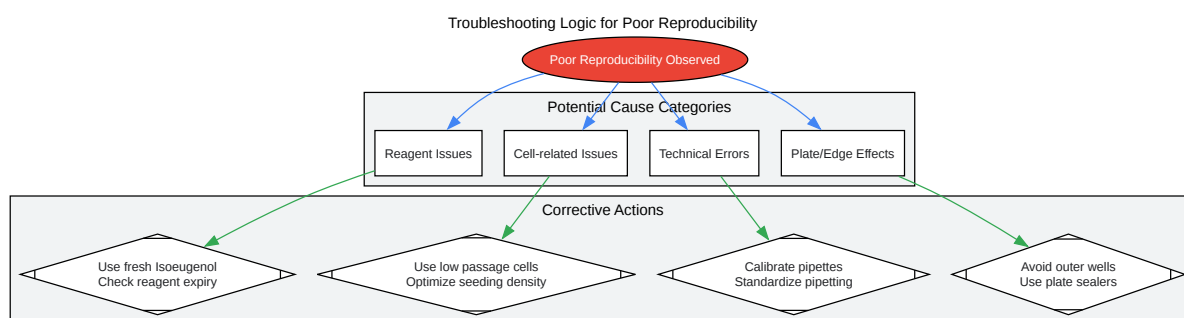 Troubleshooting Logic for Poor Reproducibility
Poor Reproducibility Observed
Potential Cause Categories
Reagent Issues
Cell-related Issues
Technical Errors
Plate/Edge Effects
Corrective Actions
Use fresh Isoeugenol
Check reagent expiry
Use low passage cells
Optimize seeding density
Calibrate pipettes
Standardize pipetting
Avoid outer wells
Use plate sealers